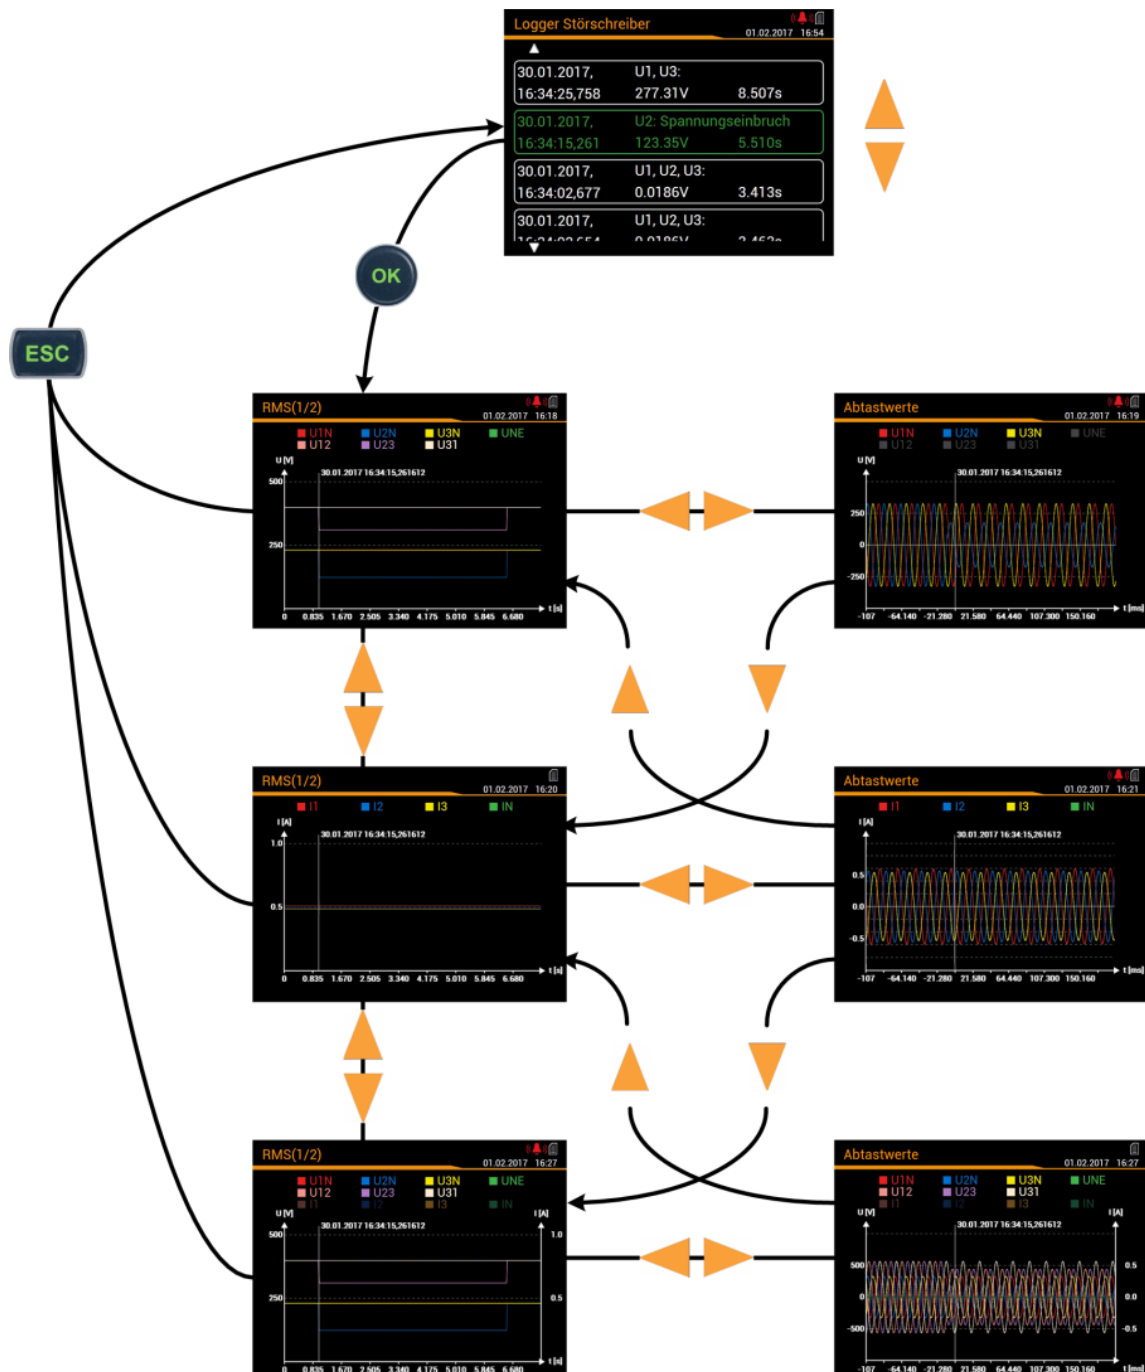 Logger Störschreiber
01.02.2017 16:54
30.01.2017, U1, U3:
16:34:25,758 277.31V 8.507s
30.01.2017, U2: Spannungseinbruch
16:34:15,261 123.35V 5.510s
30.01.2017, U1, U2, U3:
16:34:02,677 0.0186V 3.413s
30.01.2017, U1, U2, U3:
OK
ESC
RMS(1/2)
01.02.2017 16:18
U1N U2N U3N UNE
U12 U23 U31
U [V]
30.01.2017 16:34:15,261612
500
250
t [s]
0 0.835 1.670 2.505 3.340 4.175 5.010 5.845 6.680
Abtastwerte
01.02.2017 16:19
U1N U2N U3N UNE
U12 U23 U31
U [V]
30.01.2017 16:34:15,261612
250
0
-250
t [ms]
-107 -64.140 -21.280 21.580 64.440 107.300 150.160
RMS(1/2)
01.02.2017 16:20
I1 I2 I3 IN
I [A]
30.01.2017 16:34:15,261612
1.0
0.5
t [s]
0 0.835 1.670 2.505 3.340 4.175 5.010 5.845 6.680
Abtastwerte
01.02.2017 16:21
I1 I2 I3 IN
I [A]
30.01.2017 16:34:15,261612
0.5
0.0
-0.5
t [ms]
-107 -64.140 -21.280 21.580 64.440 107.300 150.160
RMS(1/2)
01.02.2017 16:27
U1N U2N U3N UNE
U12 U23 U31
I1 I2 I3 IN
U [V] I [A]
30.01.2017 16:34:15,261612
500 1.0
250 0.5
t [s]
0 0.835 1.670 2.505 3.340 4.175 5.010 5.845 6.680
Abtastwerte
01.02.2017 16:27
U1N U2N U3N UNE
U12 U23 U31
I1 I2 I3 IN
U [V] I [A]
30.01.2017 16:34:15,261612
500 0.5
0 0.0
-500 -0.5
t [ms]
-107 -64.140 -21.280 21.580 64.440 107.300 150.160